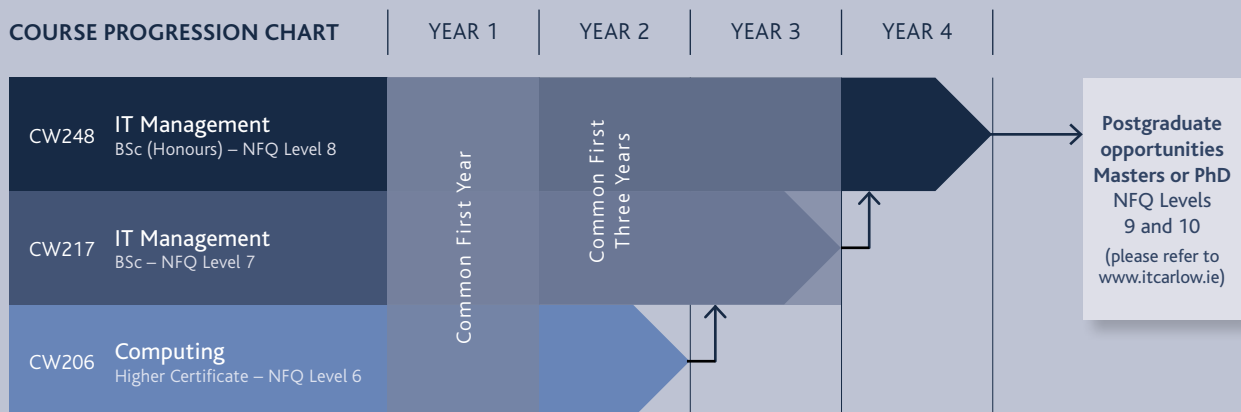 COURSE PROGRESSION CHART
YEAR 1
YEAR 2
YEAR 3
YEAR 4
CW248
IT Management
BSc (Honours) – NFQ Level 8
CW217
IT Management
BSc – NFQ Level 7
CW206
Computing
Higher Certificate – NFQ Level 6
Common First Year
Common First
Three Years
Postgraduate
opportunities
Masters or PhD
NFQ Levels
9 and 10
(please refer to
www.itcarlow.ie)